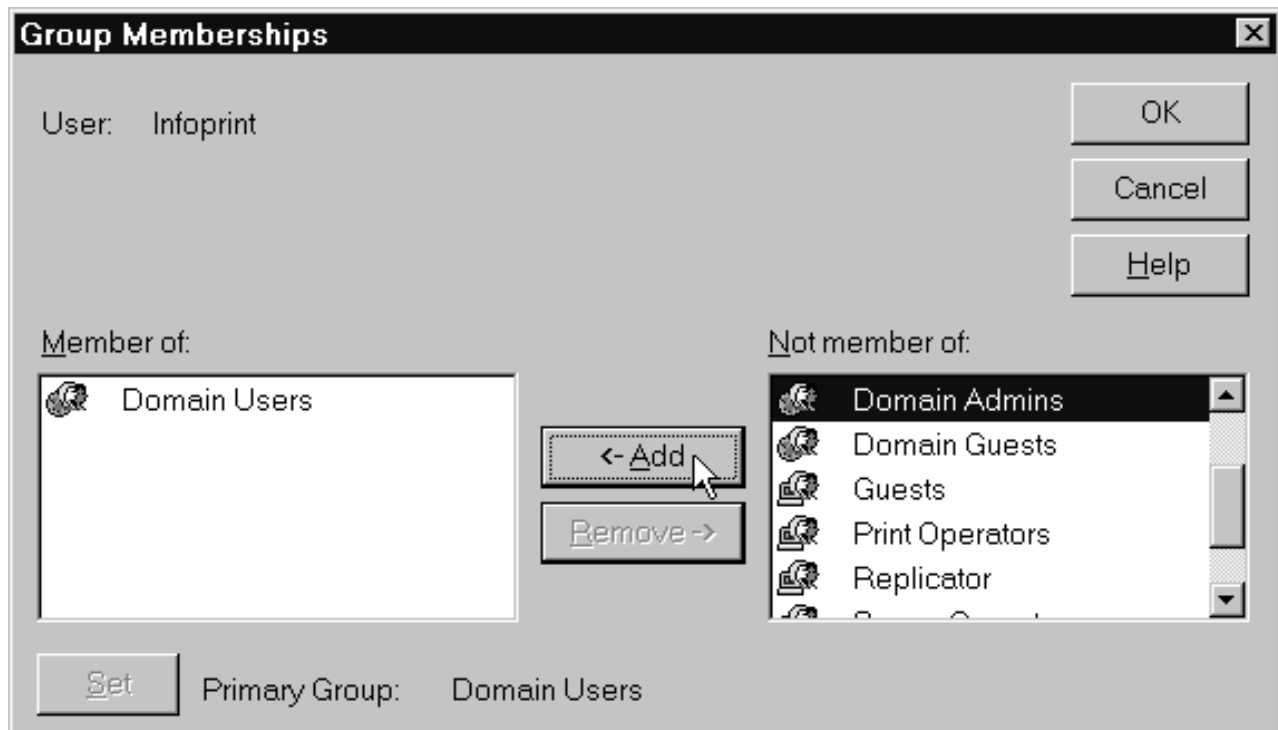 Group Memberships
User: Infoprint
OK
Cancel
Help
Member of:
Domain Users
<- Add
Remove ->
Not member of:
Domain Admins
Domain Guests
Guests
Print Operators
Replicator
Set
Primary Group: Domain Users